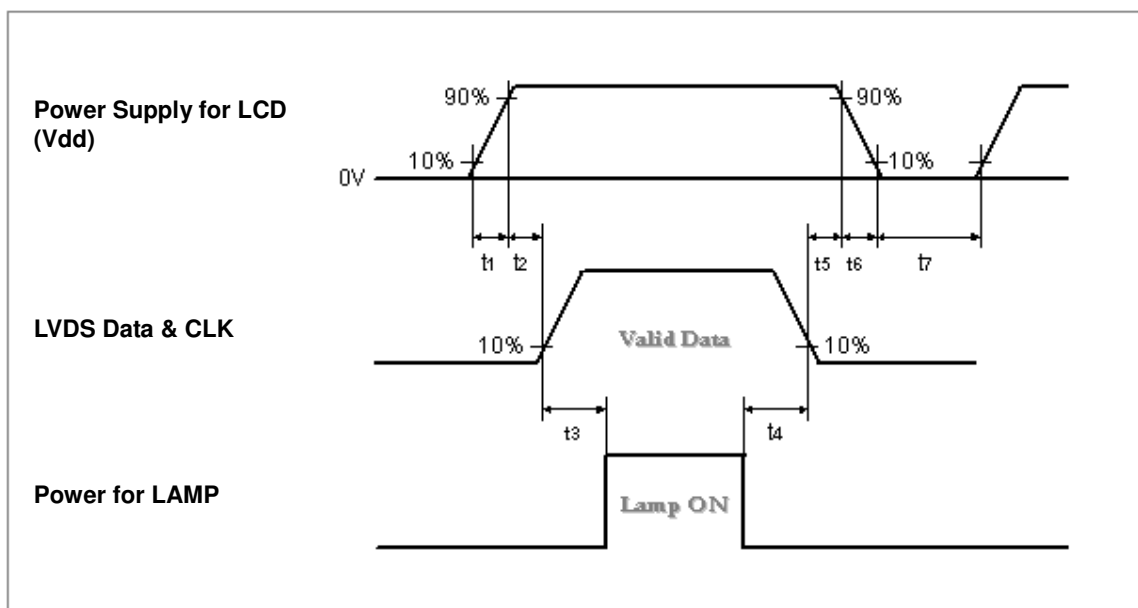 Power Supply for LCD
(Vdd)
90%
90%
10%
10%
0V
t1
t2
t5
t6
t7
LVDS Data & CLK
10%
Valid Data
10%
t3
t4
Power for LAMP
Lamp ON